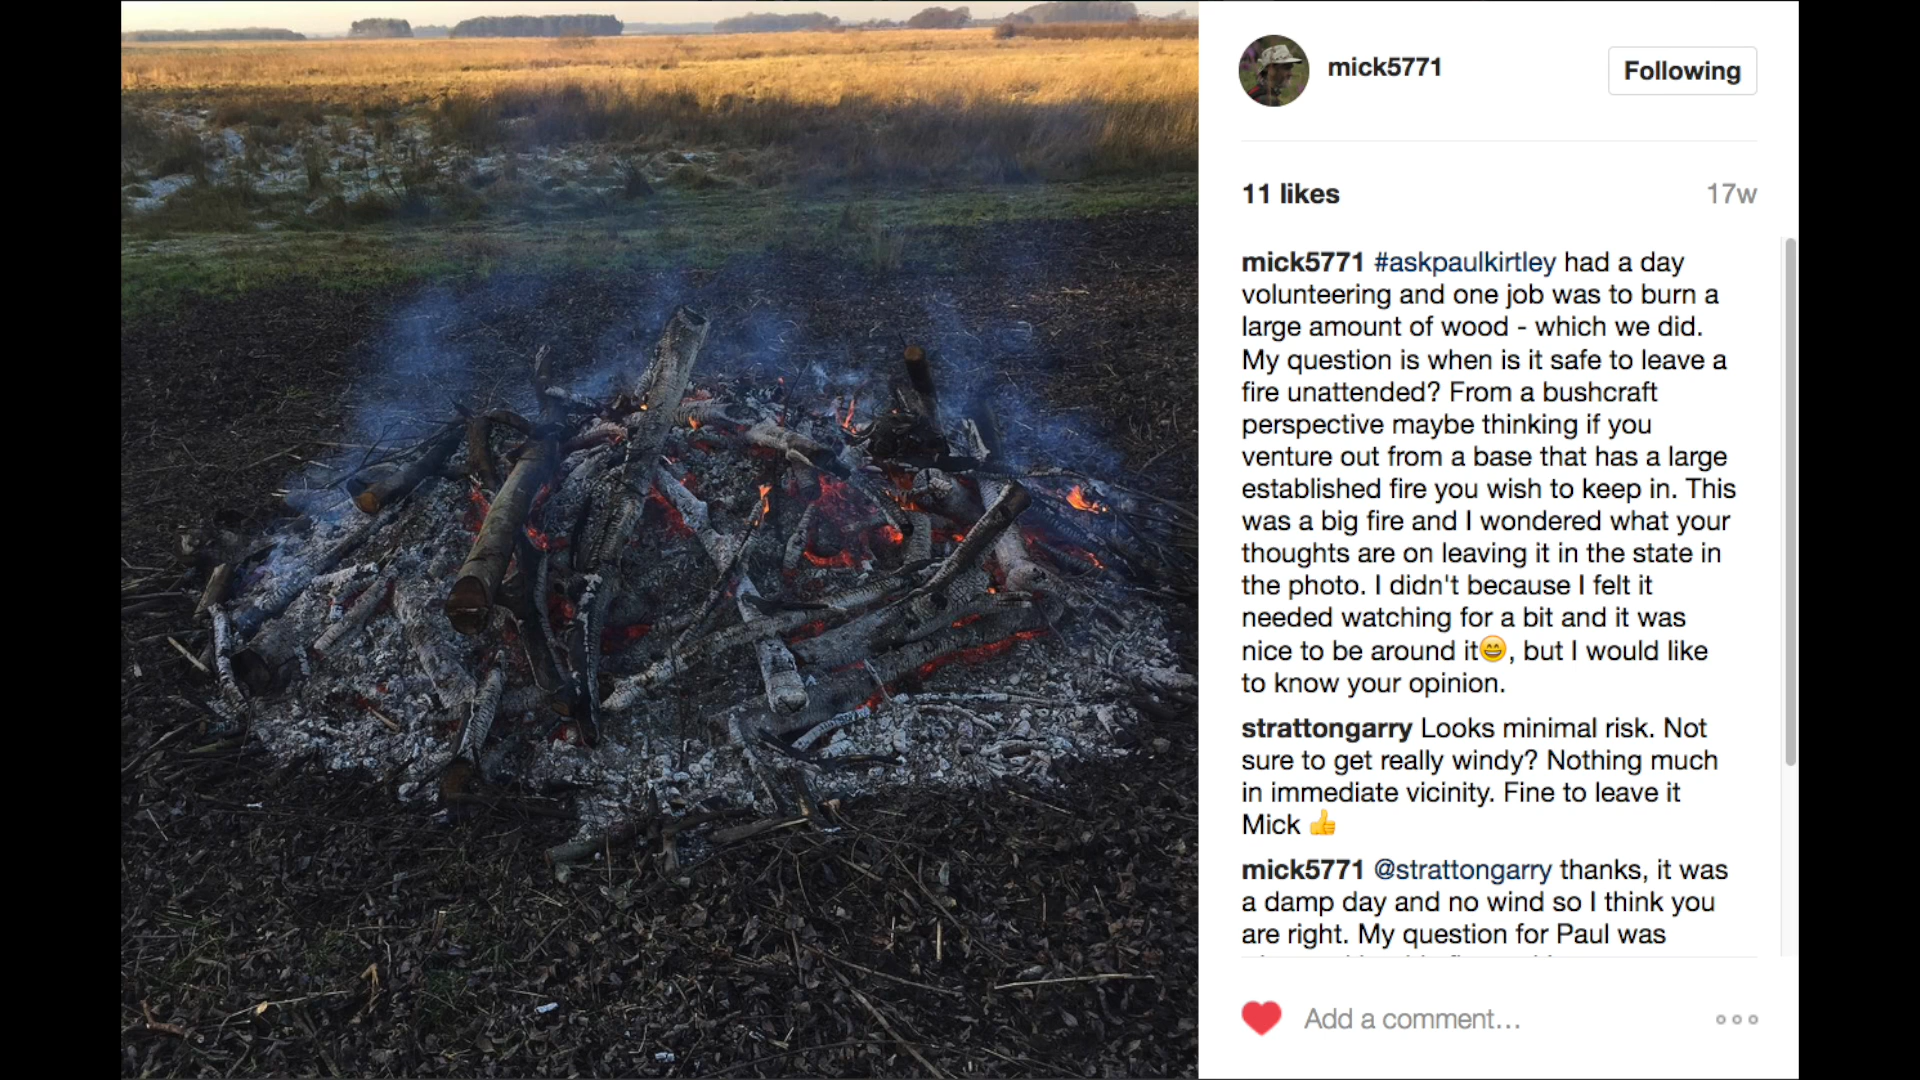 mick5771
Following
11 likes
17w
mick5771 #askpaulkirtley had a day
volunteering and one job was to burn a
large amount of wood - which we did.
My question is when is it safe to leave a
fire unattended? From a bushcraft
perspective maybe thinking if you
venture out from a base that has a large
established fire you wish to keep in. This
was a big fire and I wondered what your
thoughts are on leaving it in the state in
the photo. I didn't because I felt it
needed watching for a bit and it was
nice to be around it😄, but I would like
to know your opinion.
strattongarry Looks minimal risk. Not
sure to get really windy? Nothing much
in immediate vicinity. Fine to leave it
Mick 👍
mick5771 @strattongarry thanks, it was
a damp day and no wind so I think you
are right. My question for Paul was
Add a comment...